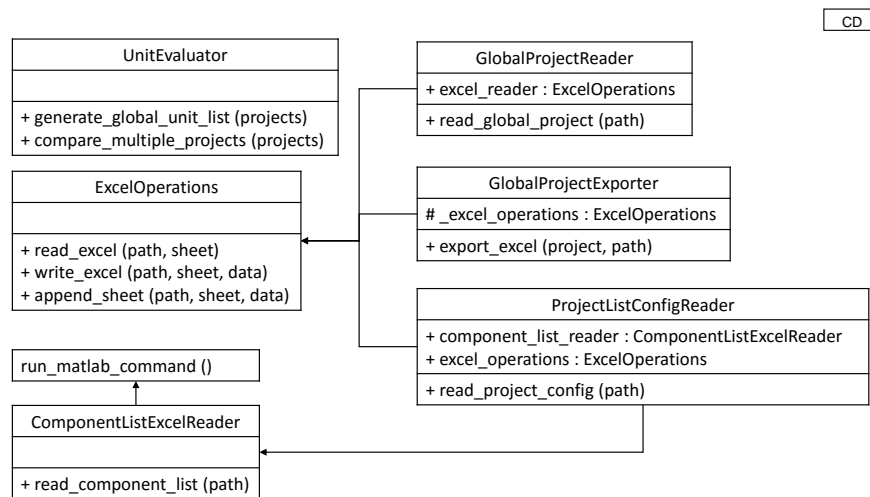 CD
UnitEvaluator
+ generate_global_unit_list (projects)
+ compare_multiple_projects (projects)
GlobalProjectReader
+ excel_reader : ExcelOperations
+ read_global_project (path)
ExcelOperations
+ read_excel (path, sheet)
+ write_excel (path, sheet, data)
+ append_sheet (path, sheet, data)
GlobalProjectExporter
# _excel_operations : ExcelOperations
+ export_excel (project, path)
ProjectListConfigReader
+ component_list_reader : ComponentListExcelReader
+ excel_operations : ExcelOperations
+ read_project_config (path)
run_matlab_command ()
ComponentListExcelReader
+ read_component_list (path)